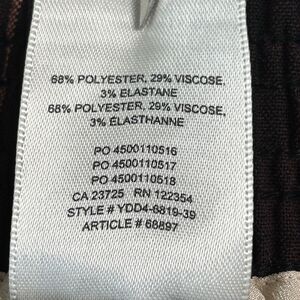 68% POLYESTER, 29% VISCOSE,
3% ELASTANE
68% POLYESTER, 29% VISCOSE,
3% ÉLASTHANNE
PO 4500110516
PO 4500110517
PO 4500110518
CA 23725 RN 122354
STYLE # YDD4-6819-39
ARTICLE # 68897